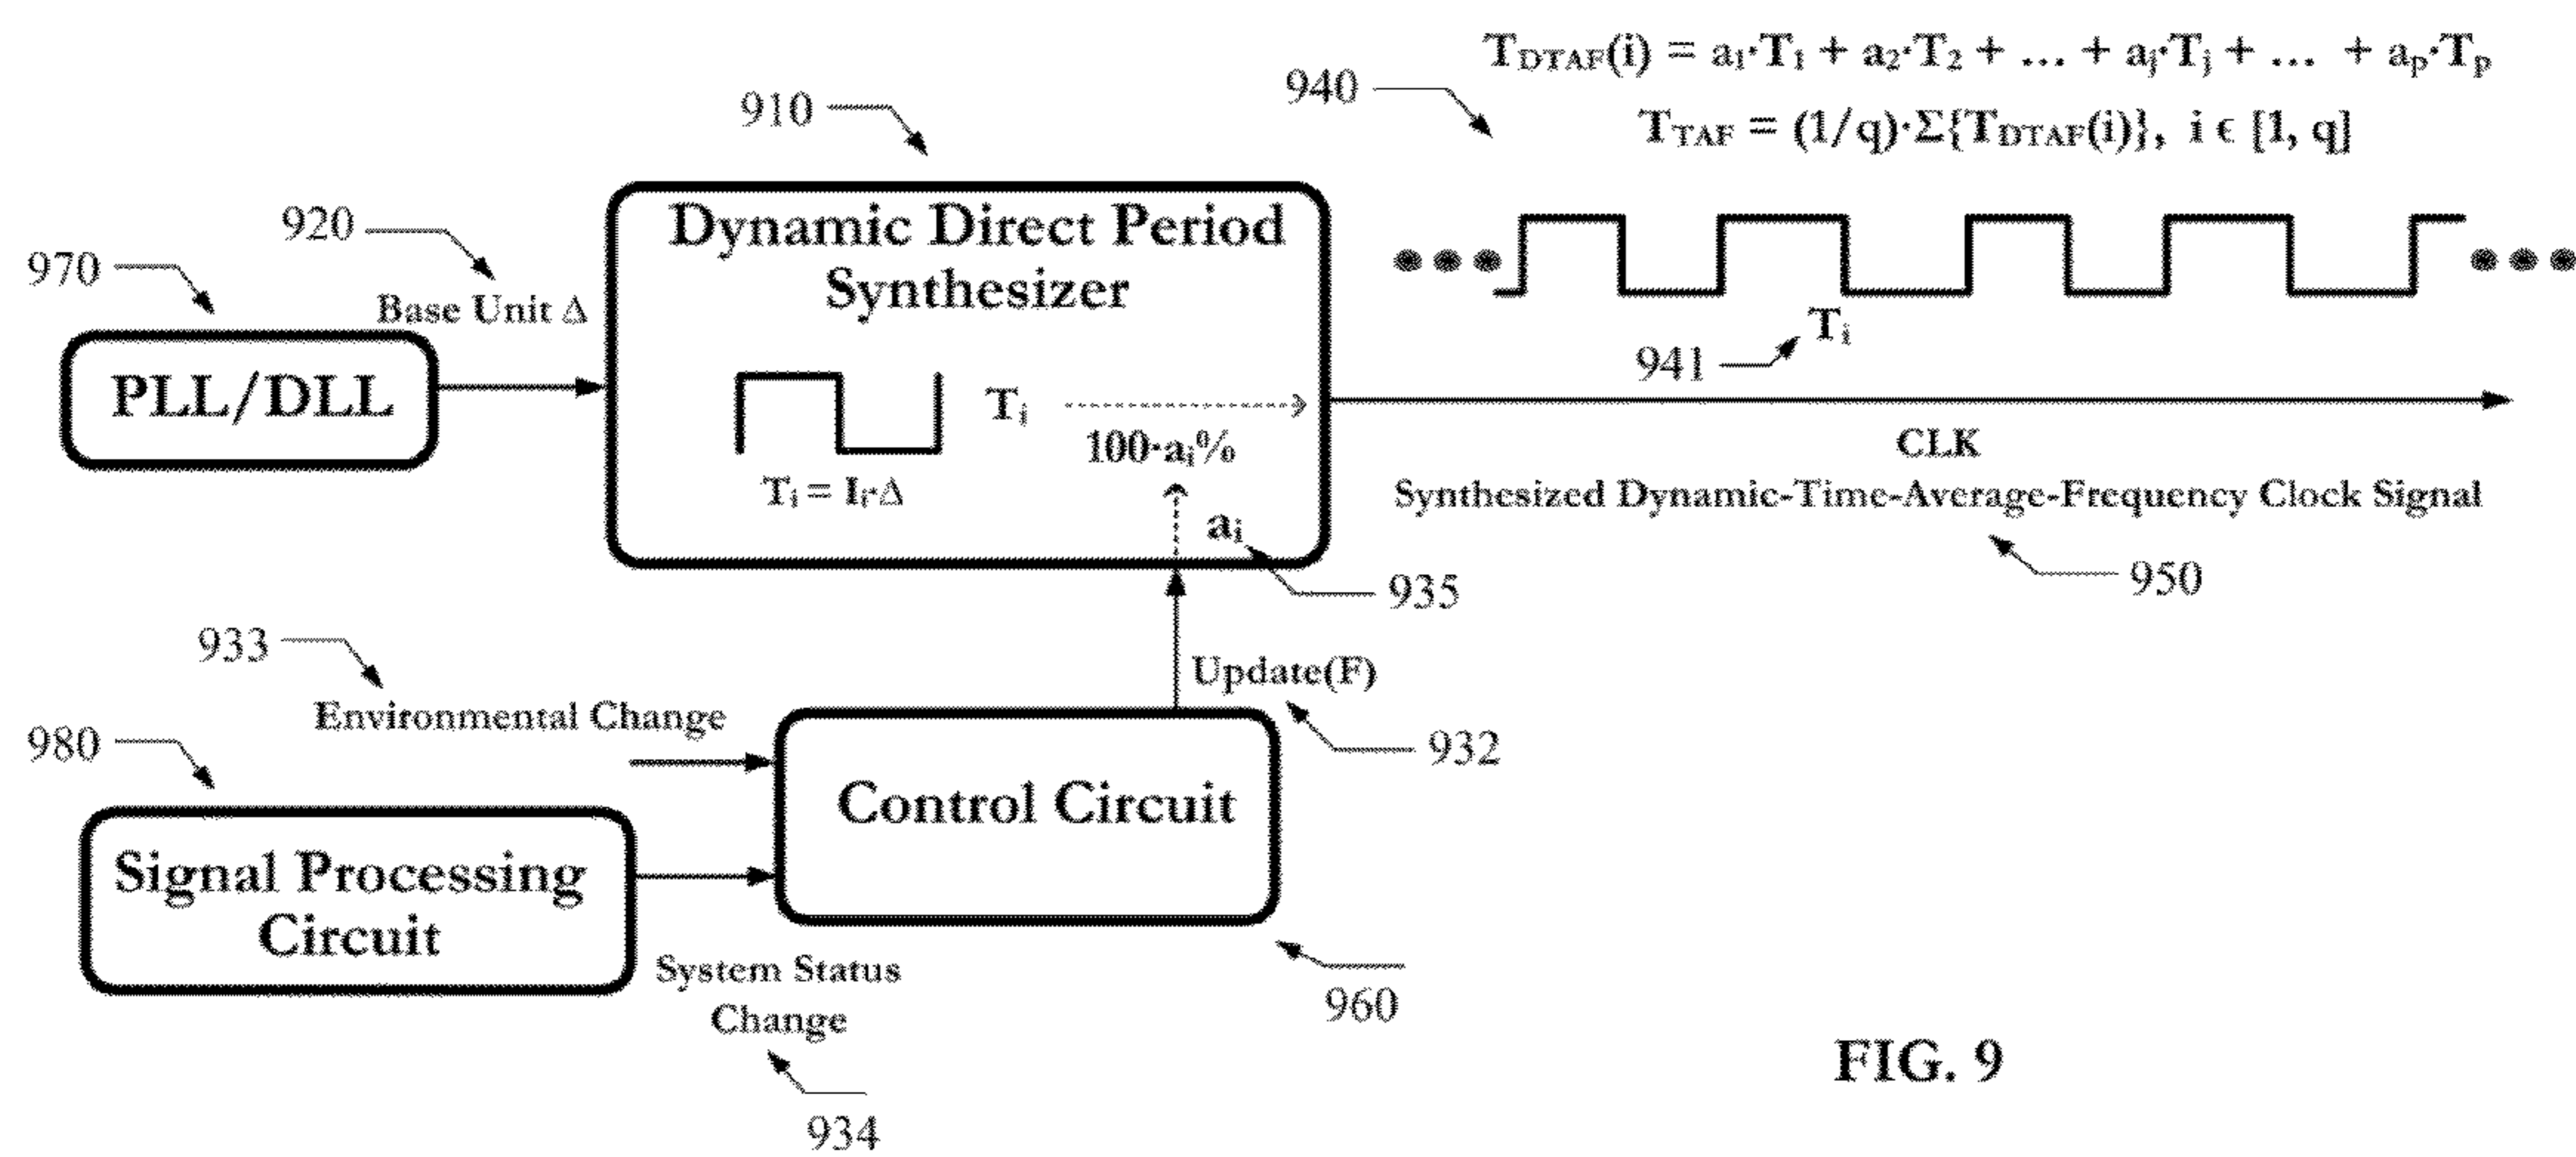 T_DTAF(i) = a₁·T₁ + a₂·T₂ + ... + aⱼ·Tⱼ + ... + aₚ·Tₚ
940
T_TAF = (1/q)·Σ{T_DTAF(i)}, i ϵ [1, q]
910
920
970
Base Unit Δ
PLL/DLL
Dynamic Direct Period
Synthesizer
Tᵢ
100·aᵢ%
Tᵢ = Iᵢ·Δ
aᵢ
935
Tᵢ
941
CLK
Synthesized Dynamic-Time-Average-Frequency Clock Signal
950
933
Environmental Change
Update(F)
932
980
Signal Processing
Circuit
Control Circuit
System Status
Change
934
960
FIG. 9